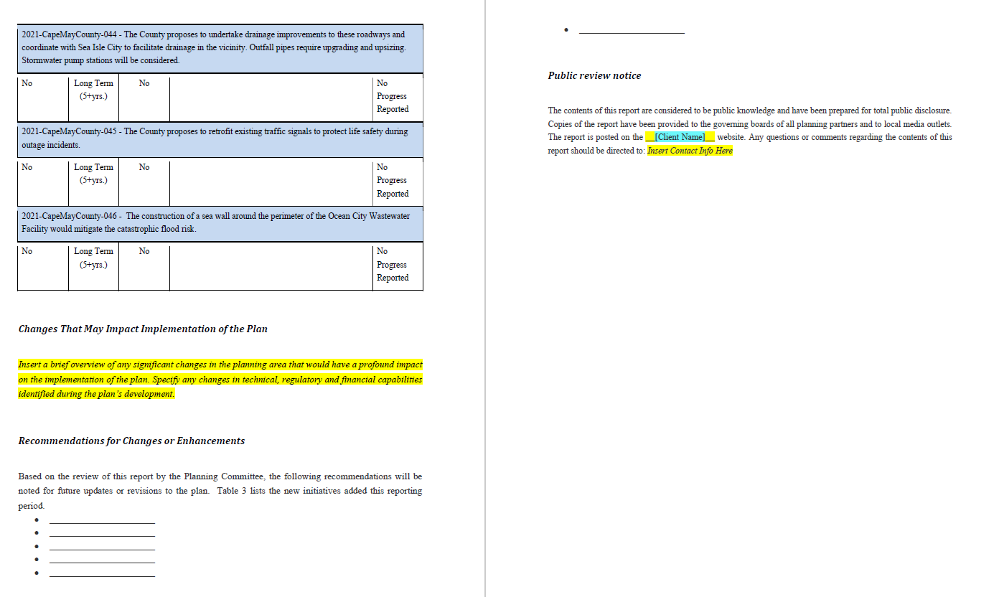 2021-CapeMayCounty-044 - The County proposes to undertake drainage improvements to these roadways and
coordinate with Sea Isle City to facilitate drainage in the vicinity. Outfall pipes require upgrading and upsizing.
Stormwater pump stations will be considered.
No Long Term No No
(5+yrs.) Progress
Reported
2021-CapeMayCounty-045 - The County proposes to retrofit existing traffic signals to protect life safety during
outage incidents.
No Long Term No No
(5+yrs.) Progress
Reported
2021-CapeMayCounty-046 - The construction of a sea wall around the perimeter of the Ocean City Wastewater
Facility would mitigate the catastrophic flood risk.
No Long Term No No
(5+yrs.) Progress
Reported
Changes That May Impact Implementation of the Plan
Insert a brief overview of any significant changes in the planning area that would have a profound impact
on the implementation of the plan. Specify any changes in technical, regulatory and financial capabilities
identified during the plan's development.
Recommendations for Changes or Enhancements
Based on the review of this report by the Planning Committee, the following recommendations will be
noted for future updates or revisions to the plan. Table 3 lists the new initiatives added this reporting
period.
Public review notice
The contents of this report are considered to be public knowledge and have been prepared for total public disclosure.
Copies of the report have been provided to the governing boards of all planning partners and to local media outlets.
The report is posted on the __[Client Name]__ website. Any questions or comments regarding the contents of this
report should be directed to: Insert Contact Info Here